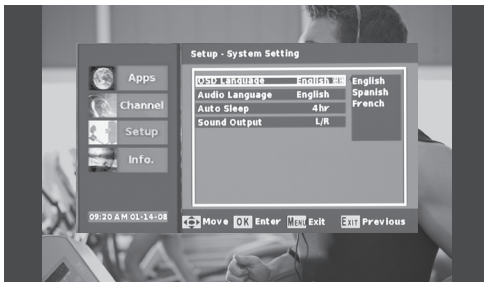 Setup - System Setting
Apps
Channel
Setup
Info.
OSD Language English
Audio Language English
Auto Sleep 4hr
Sound Output L/R
English
Spanish
French
09:20 AM 01-14-08
Move OK Enter MENU Exit EXIT Previous